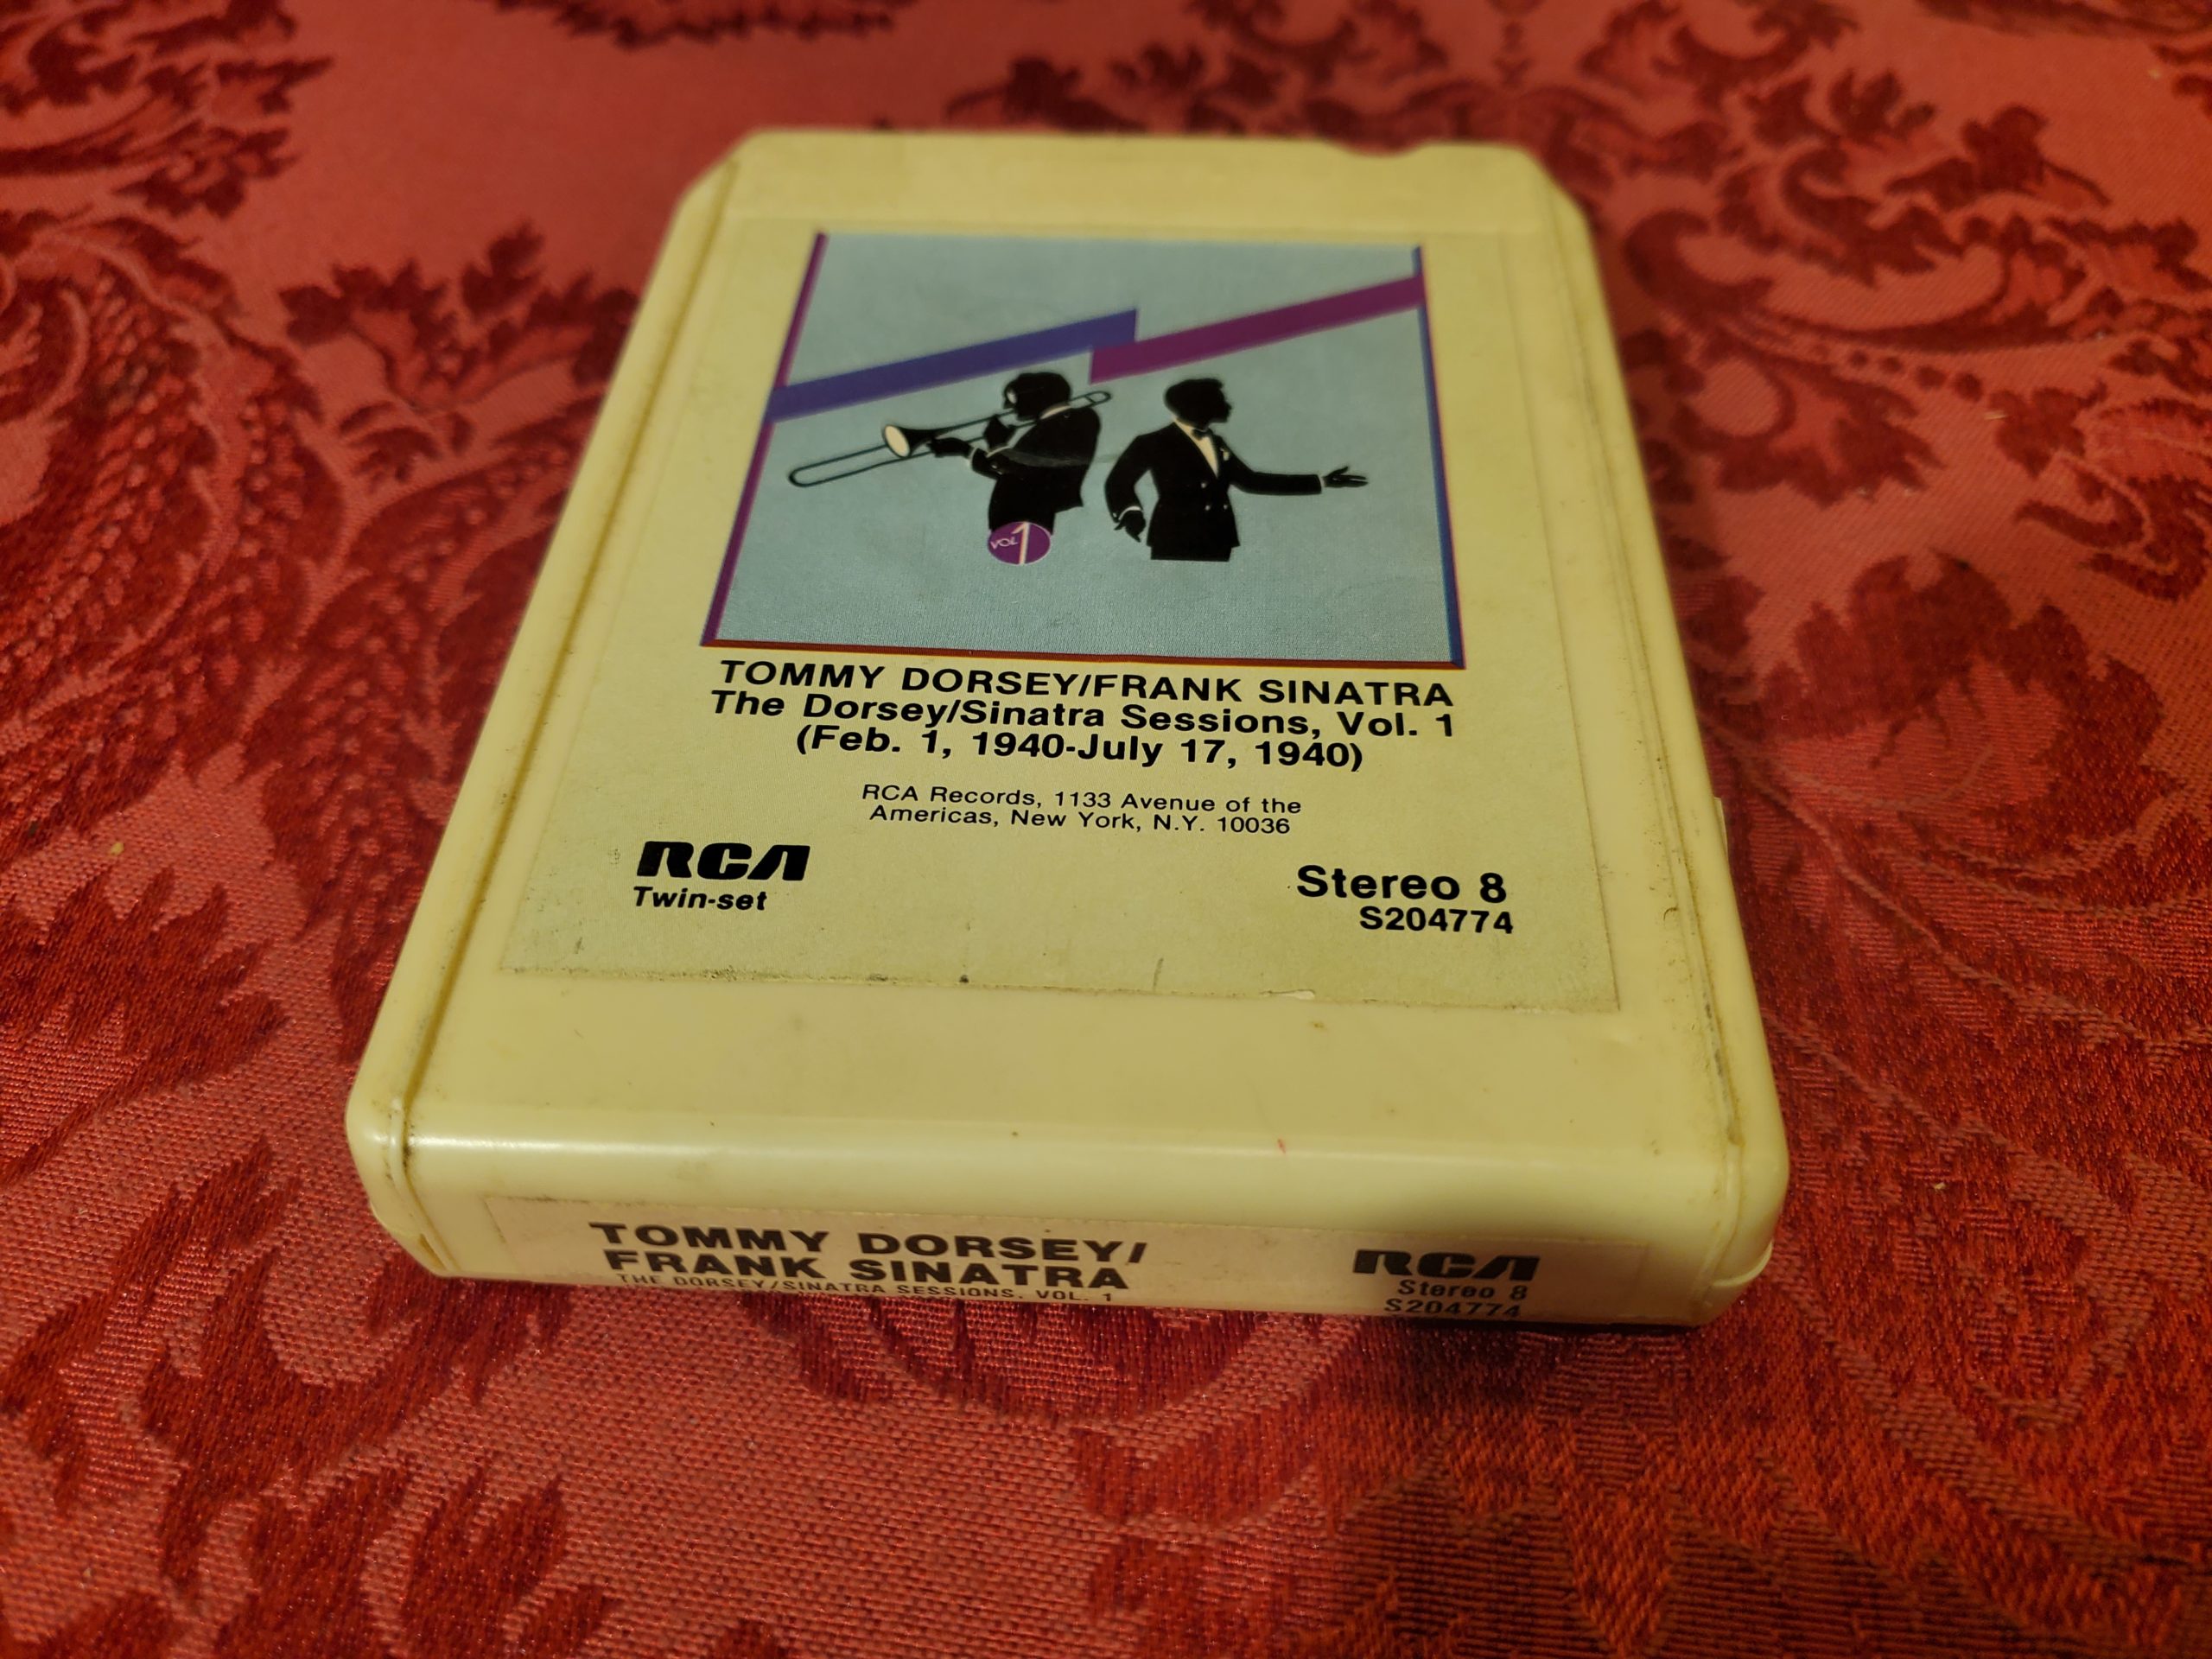 VOL 1
TOMMY DORSEY/FRANK SINATRA
The Dorsey/Sinatra Sessions, Vol. 1
(Feb. 1, 1940-July 17, 1940)
RCA Records, 1133 Avenue of the
Americas, New York, N.Y. 10036
RCA
Twin-set
Stereo 8
S204774
TOMMY DORSEY/
FRANK SINATRA
THE DORSEY/SINATRA SESSIONS, VOL. 1
RCA
Stereo 8
S204774